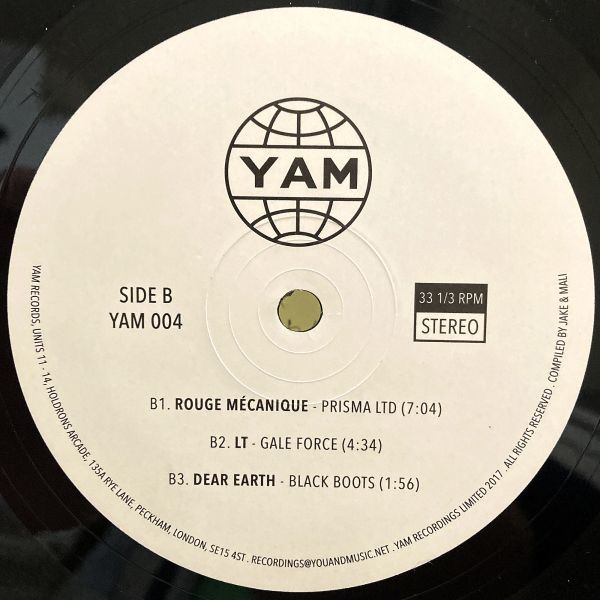 YAM
SIDE B
YAM 004
33 1/3 RPM
STEREO
B1. ROUGE MÉCANIQUE - PRISMA LTD (7:04)
B2. LT - GALE FORCE (4:34)
B3. DEAR EARTH - BLACK BOOTS (1:56)
YAM RECORDS, UNITS 11 - 14, HOLDRONS ARCADE, 135A RYE LANE, PECKHAM, LONDON, SE15 4ST . RECORDINGS@YOUANDMUSIC.NET . YAM RECORDINGS LIMITED 2017 . ALL RIGHTS RESERVED . COMPILED BY JAKE & MALI